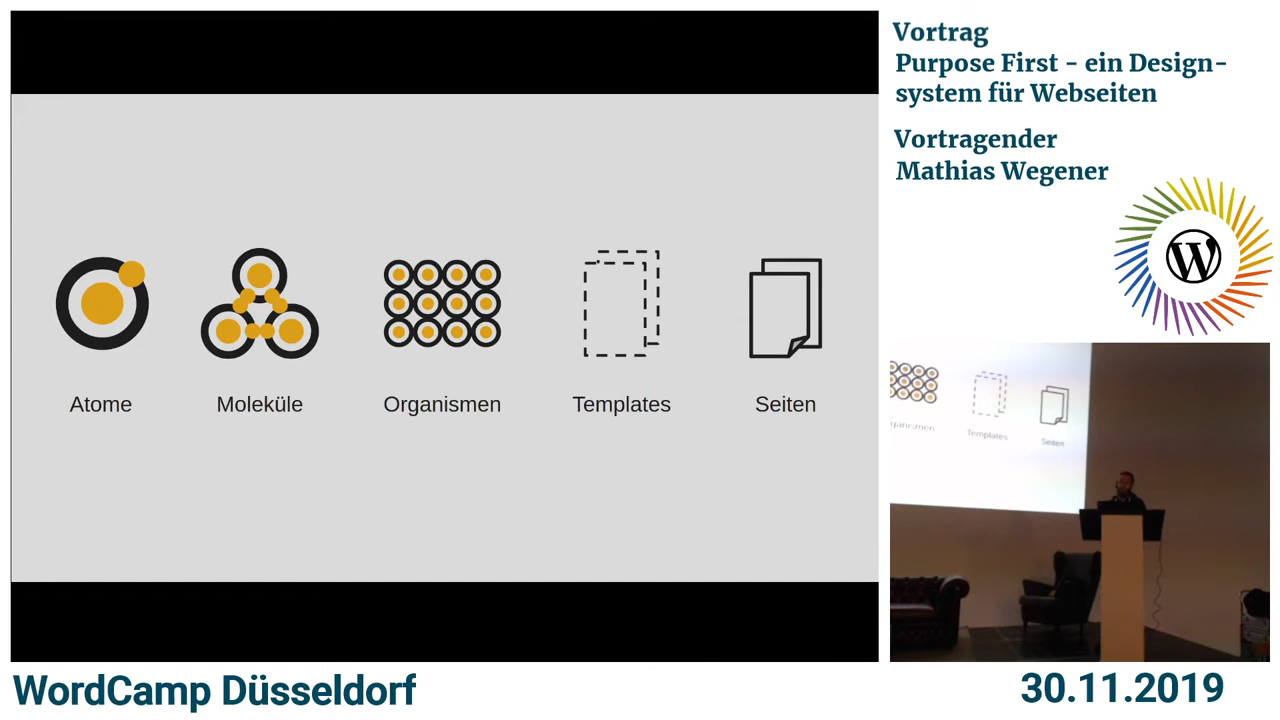 Vortrag
Purpose First - ein Design-
system für Webseiten
Vortragender
Mathias Wegener
Atome Moleküle Organismen Templates Seiten
ganismen Templates Seiten
WordCamp Düsseldorf 30.11.2019